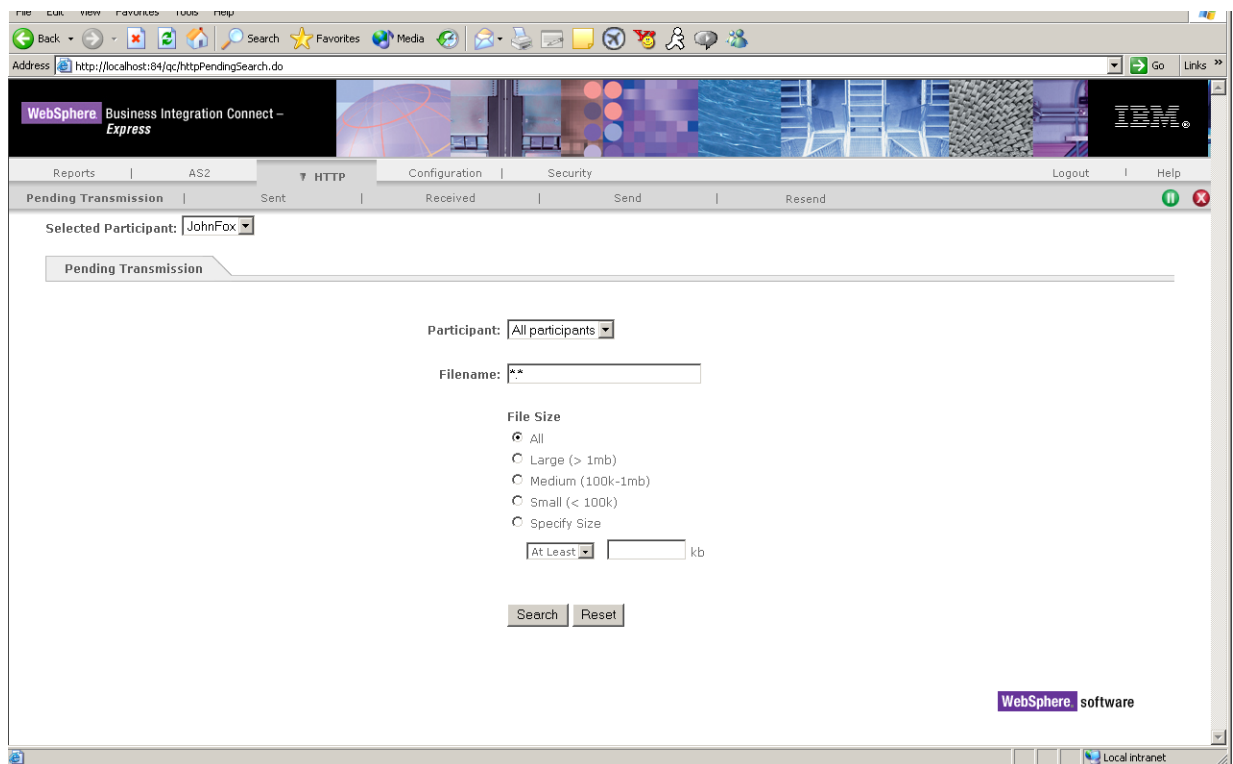 File Edit View Favorites Tools Help
Back Search Favorites Media
Address http://localhost:84/qc/httpPendingSearch.do Go Links »
WebSphere. Business Integration Connect –
Express
IBM®
Reports | AS2 HTTP Configuration | Security Logout | Help
Pending Transmission | Sent | Received | Send | Resend
Selected Participant: JohnFox
Pending Transmission
Participant: All participants
Filename: *.*
File Size
All
Large (> 1mb)
Medium (100k-1mb)
Small (< 100k)
Specify Size
At Least kb
Search Reset
WebSphere. software
Local intranet